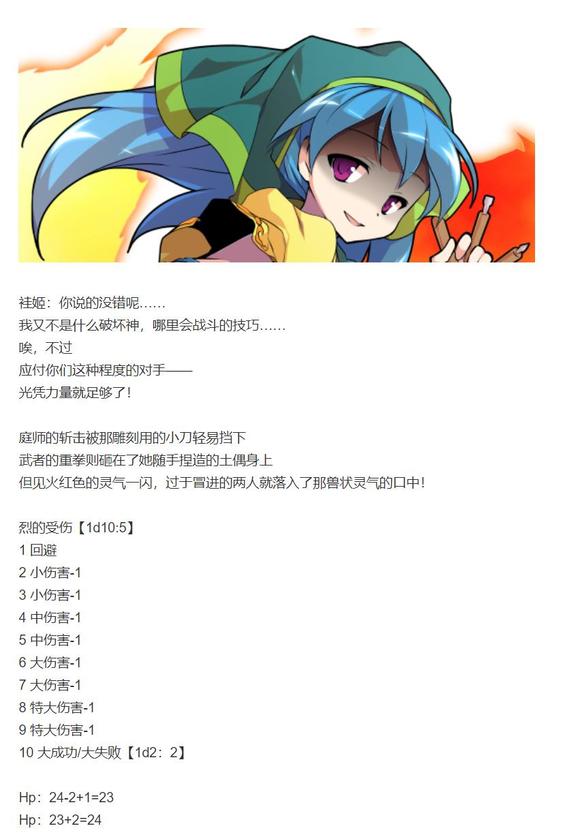 袿姬：你说的没错呢……
我又不是什么破坏神，哪里会战斗的技巧……
唉，不过
应付你们这种程度的对手——
光凭力量就足够了！
庭师的斩击被那雕刻用的小刀轻易挡下
武者的重拳则砸在了她随手捏造的土偶身上
但见火红色的灵气一闪，过于冒进的两人就落入了那兽状灵气的口中！
烈的受伤【1d10:5】
1 回避
2 小伤害-1
3 小伤害-1
4 中伤害-1
5 中伤害-1
6 大伤害-1
7 大伤害-1
8 特大伤害-1
9 特大伤害-1
10 大成功/大失败【1d2：2】
Hp：24-2+1=23
Hp：23+2=24